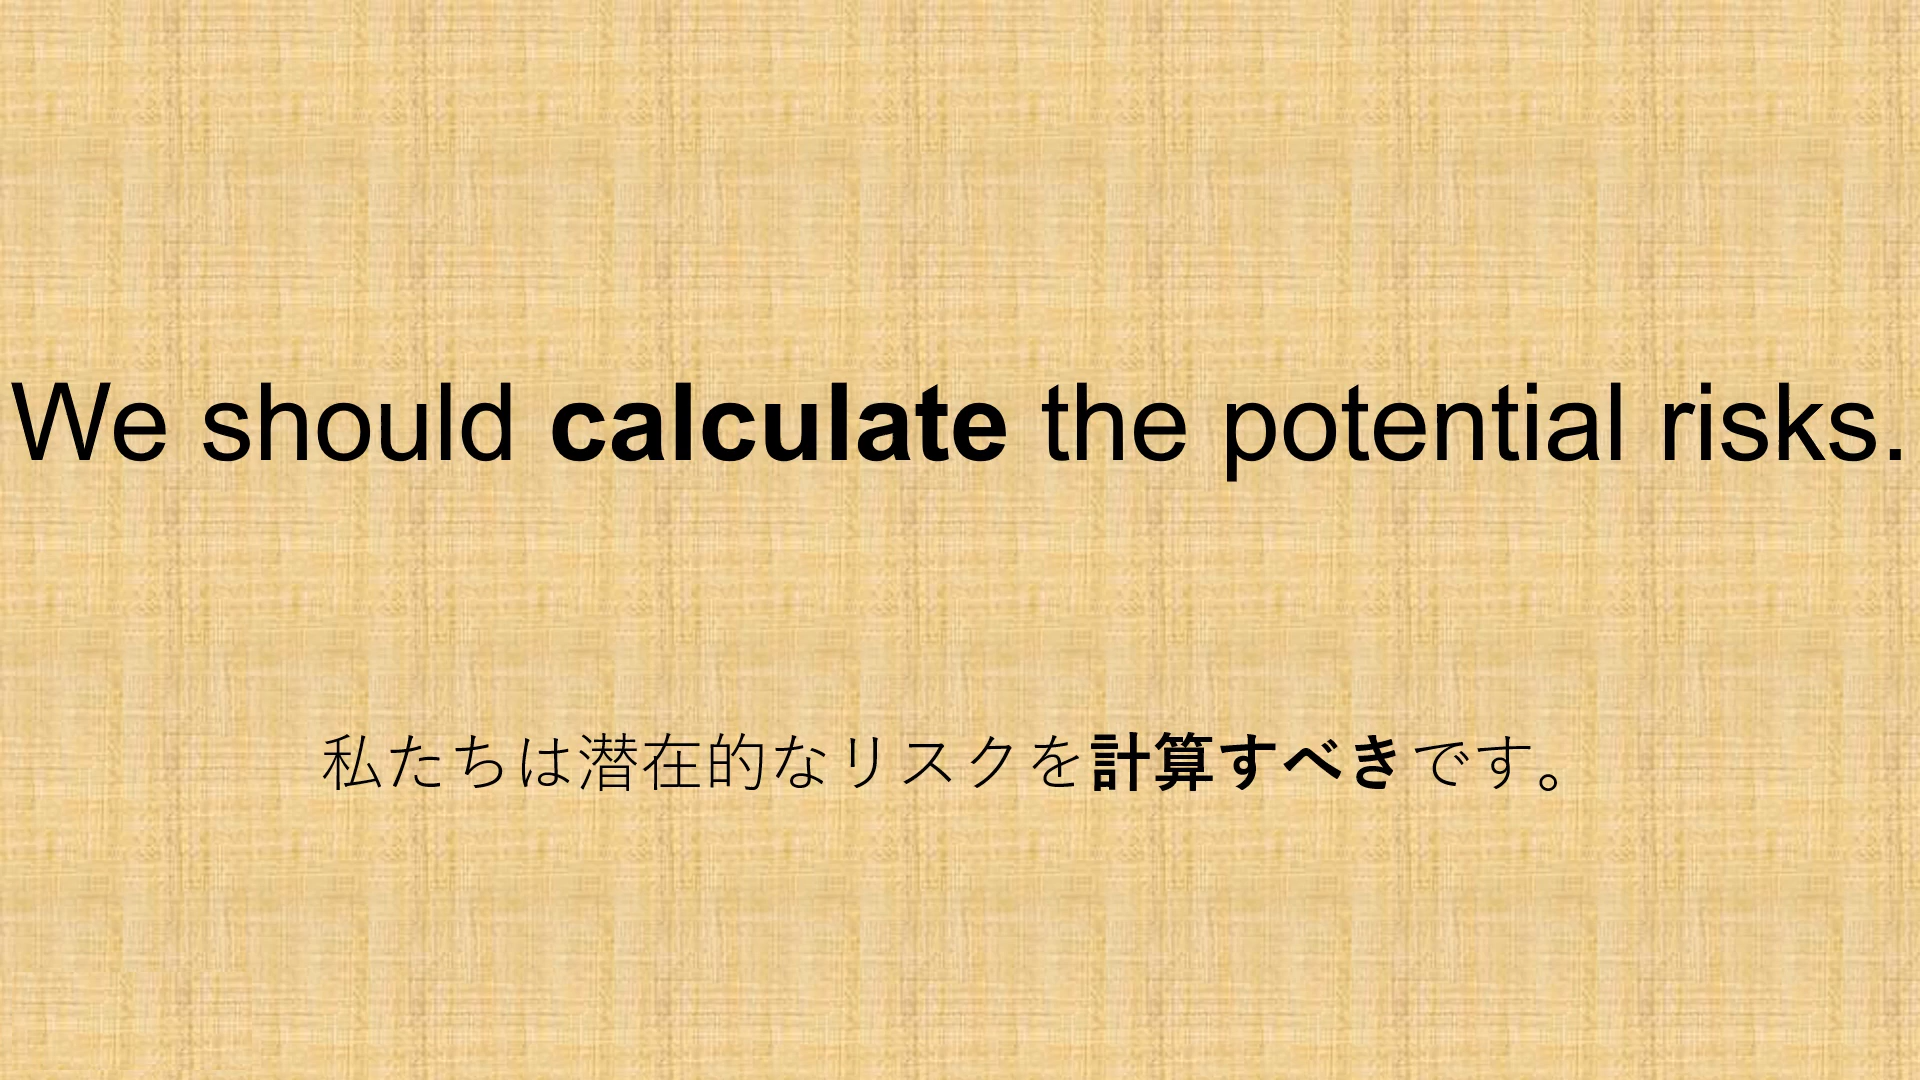 We should calculate the potential risks.
私たちは潜在的なリスクを計算すべきです。